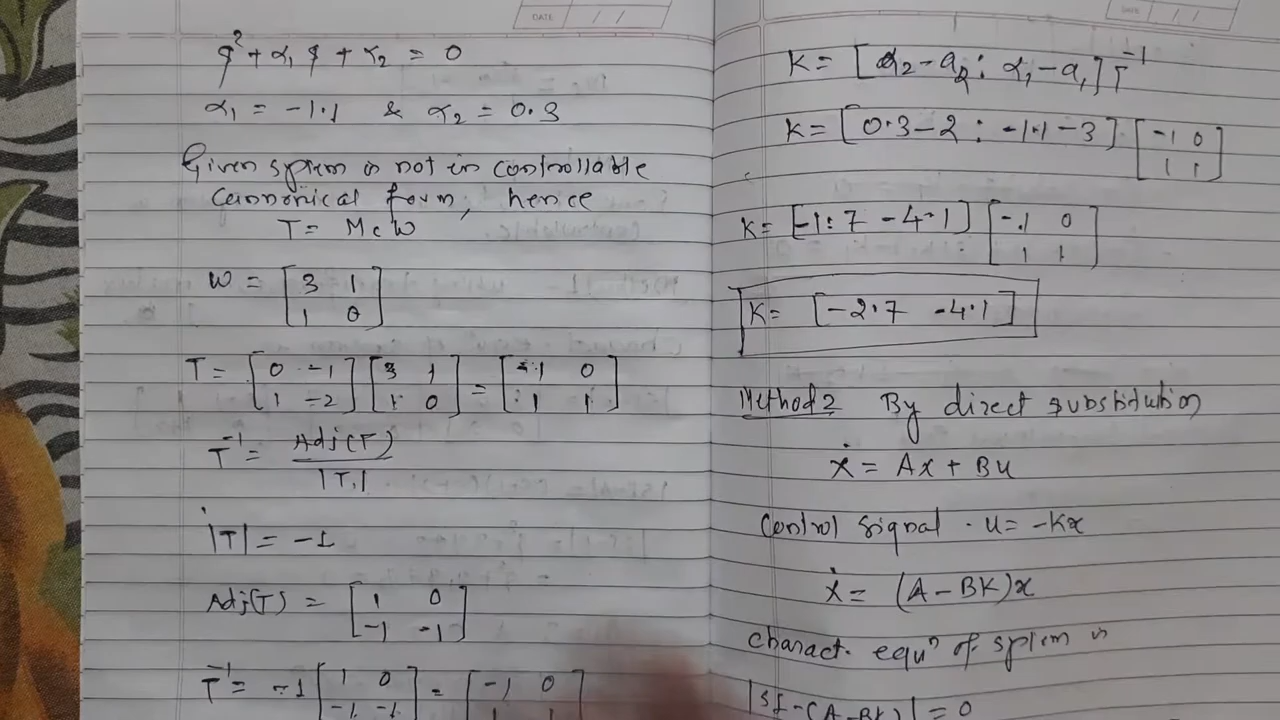 DATE / /
s² + α₁ s + α₂ = 0
α₁ = -1.1 & α₂ = 0.3
Given system is not in controllable
cannonical form, hence
T = McW
W = [3 1
1 0]
T = [0 -1 [3 1 = [-1 0
1 -2] 1 0] 1 1]
T⁻¹ = Adj(T)
|T|
|T| = -1
Adj(T) = [1 0
-1 -1]
T⁻¹ = -1 [1 0 = [-1 0
-1 -1 1 1
DATE / /
K = [α₂ - a₂ : α₁ - a₁] T⁻¹
K = [0.3-2 : -1.1-3] [-1 0
1 1]
K = [-1.7 -4.1] [-1 0
1 1]
K = [-2.7 -4.1]
Method 2 By direct substitution
ẋ = Ax + Bu
Control signal . u = -Kx
ẋ = (A - BK)x
charact. equⁿ of system is
|SI - (A-BK)| = 0